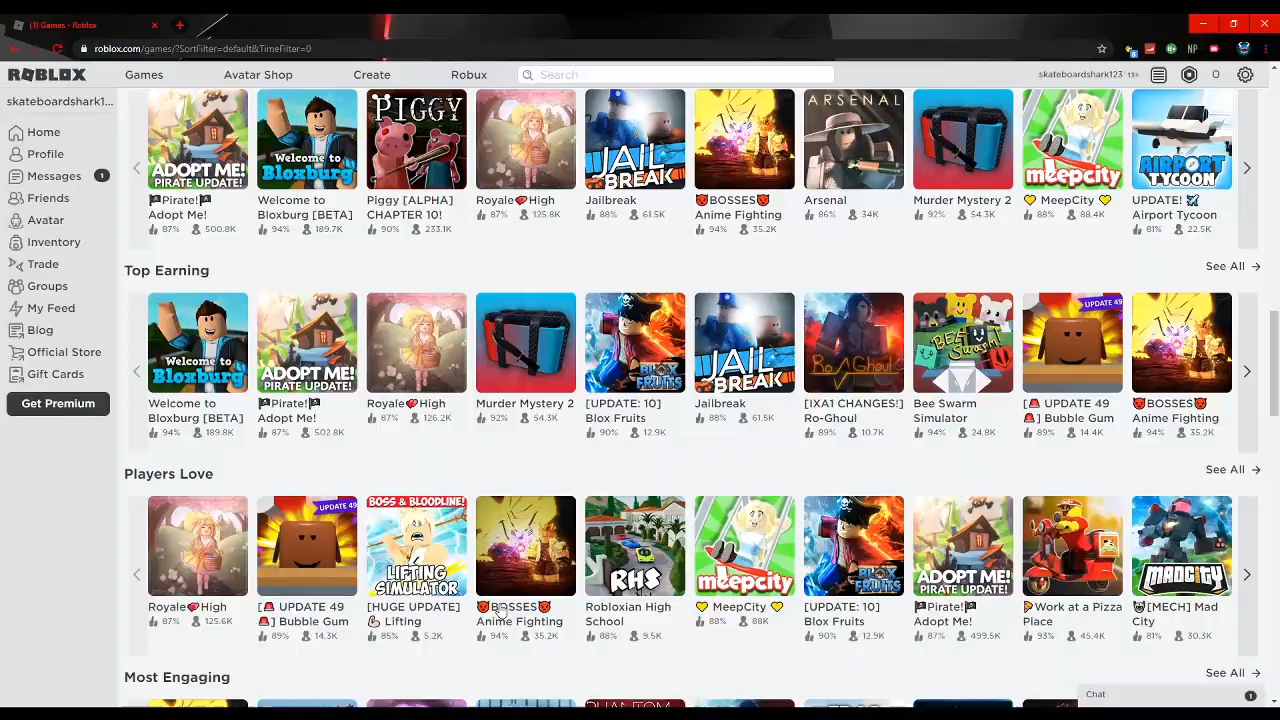 (1) Games - Roblox
roblox.com/games/?SortFilter=default&TimeFilter=0
NP
ROBLOX Games Avatar Shop Create Robux Search skateboardshark123 13+ 0
skateboardshark1...
Home
Profile
Messages 1
Friends
Avatar
Inventory
Trade
Groups
My Feed
Blog
Official Store
Gift Cards
Get Premium
ADOPT ME! PIRATE UPDATE! Welcome to Bloxburg PIGGY JAIL BREAK ARSENAL meepcity AIRPORT TYCOON
🏴Pirate!🏴 Welcome to Piggy [ALPHA] Royale💗High Jailbreak 👹BOSSES👹 Arsenal Murder Mystery 2 💛 MeepCity 💛 UPDATE! ✈
Adopt Me! Bloxburg [BETA] CHAPTER 10! Anime Fighting Airport Tycoon
87% 500.8K 94% 189.7K 90% 233.1K 87% 125.8K 88% 61.5K 94% 35.2K 86% 34K 92% 54.3K 88% 88.4K 81% 22.5K
Top Earning See All →
Welcome to Bloxburg ADOPT ME! PIRATE UPDATE! BLOX FRUITS JAIL BREAK Ro/Ghoul BEE Swarm! UPDATE 49
Welcome to 🏴Pirate!🏴 Royale💗High Murder Mystery 2 [UPDATE: 10] Jailbreak [IXA1 CHANGES!] Bee Swarm [🚨 UPDATE 49 👹BOSSES👹
Bloxburg [BETA] Adopt Me! Blox Fruits Ro-Ghoul Simulator 🚨] Bubble Gum Anime Fighting
94% 189.8K 87% 502.8K 87% 126.2K 92% 54.3K 90% 12.9K 88% 61.5K 89% 10.7K 94% 24.8K 89% 14.4K 94% 35.2K
Players Love See All →
UPDATE 49 BOSS & BLOODLINE! LIFTING SIMULATOR RHS meepcity BLOX FRUITS ADOPT ME! PIRATE UPDATE! MADCITY
Royale💗High [🚨 UPDATE 49 [HUGE UPDATE] 👹BOSSES👹 Robloxian High 💛 MeepCity 💛 [UPDATE: 10] 🏴Pirate!🏴 🍕Work at a Pizza [MECH] Mad
🚨] Bubble Gum 💪 Lifting Anime Fighting School Blox Fruits Adopt Me! Place City
87% 125.6K 89% 14.3K 85% 5.2K 94% 35.2K 88% 9.5K 88% 88K 90% 12.9K 87% 499.5K 93% 45.4K 81% 30.3K
Most Engaging See All →
Chat 1